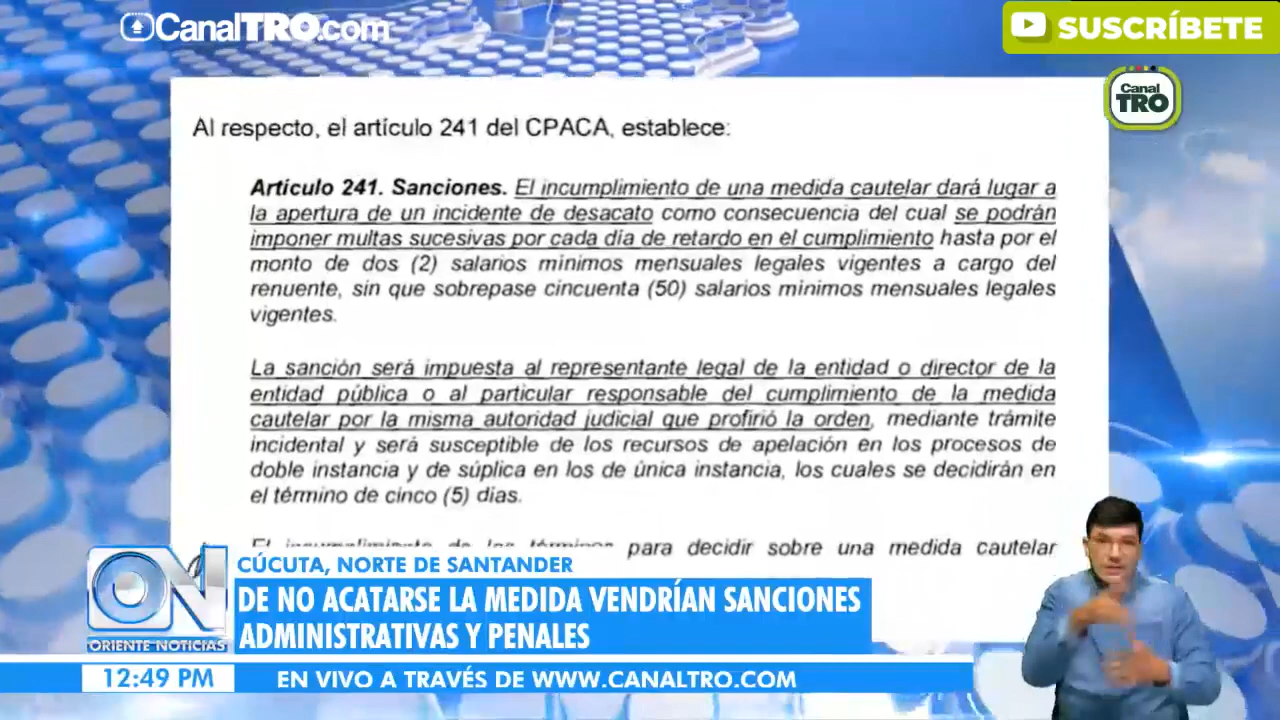 CanalTRO.com
SUSCRÍBETE
Canal
TRO
Al respecto, el artículo 241 del CPACA, establece:
Artículo 241. Sanciones. El incumplimiento de una medida cautelar dará lugar a
la apertura de un incidente de desacato como consecuencia del cual se podrán
imponer multas sucesivas por cada día de retardo en el cumplimiento hasta por el
monto de dos (2) salarios mínimos mensuales legales vigentes a cargo del
renuente, sin que sobrepase cincuenta (50) salarios mínimos mensuales legales
vigentes.
La sanción será impuesta al representante legal de la entidad o director de la
entidad pública o al particular responsable del cumplimiento de la medida
cautelar por la misma autoridad judicial que profirió la orden, mediante trámite
incidental y será susceptible de los recursos de apelación en los procesos de
doble instancia y de súplica en los de única instancia, los cuales se decidirán en
el término de cinco (5) días.
El incumplimiento de los términos para decidir sobre una medida cautelar
ON
ORIENTE NOTICIAS
CÚCUTA, NORTE DE SANTANDER
DE NO ACATARSE LA MEDIDA VENDRÍAN SANCIONES
ADMINISTRATIVAS Y PENALES
12:49 PM
EN VIVO A TRAVÉS DE WWW.CANALTRO.COM